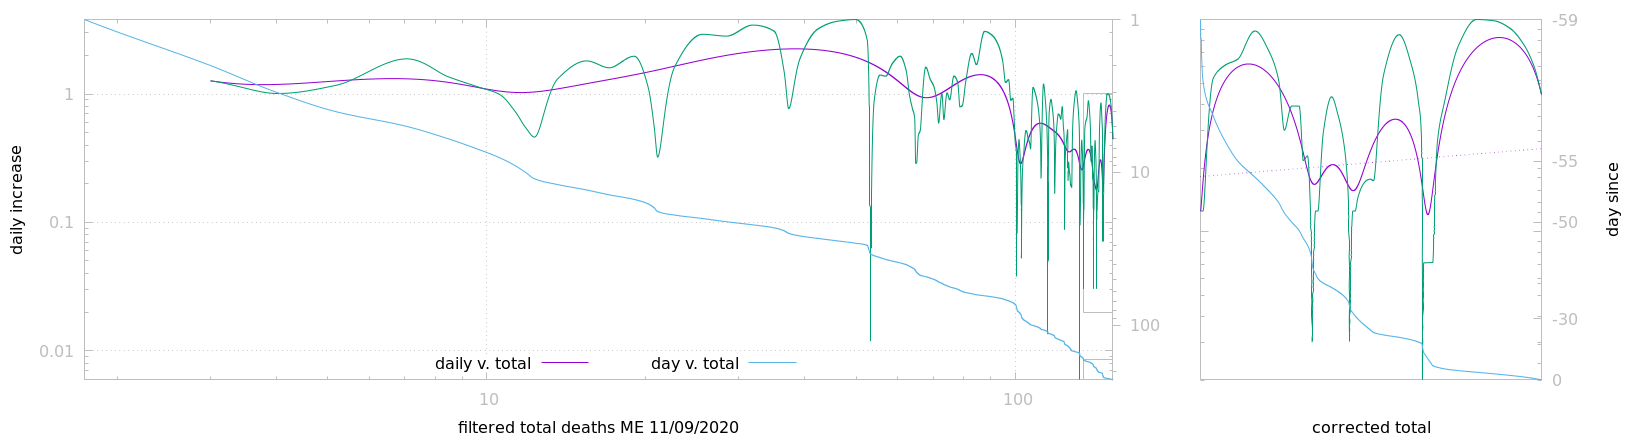 daily increase
1
0.1
0.01
daily v. total
day v. total
10
100
filtered total deaths ME 11/09/2020
1
10
100
-59
-55
-50
-30
0
day since
corrected total